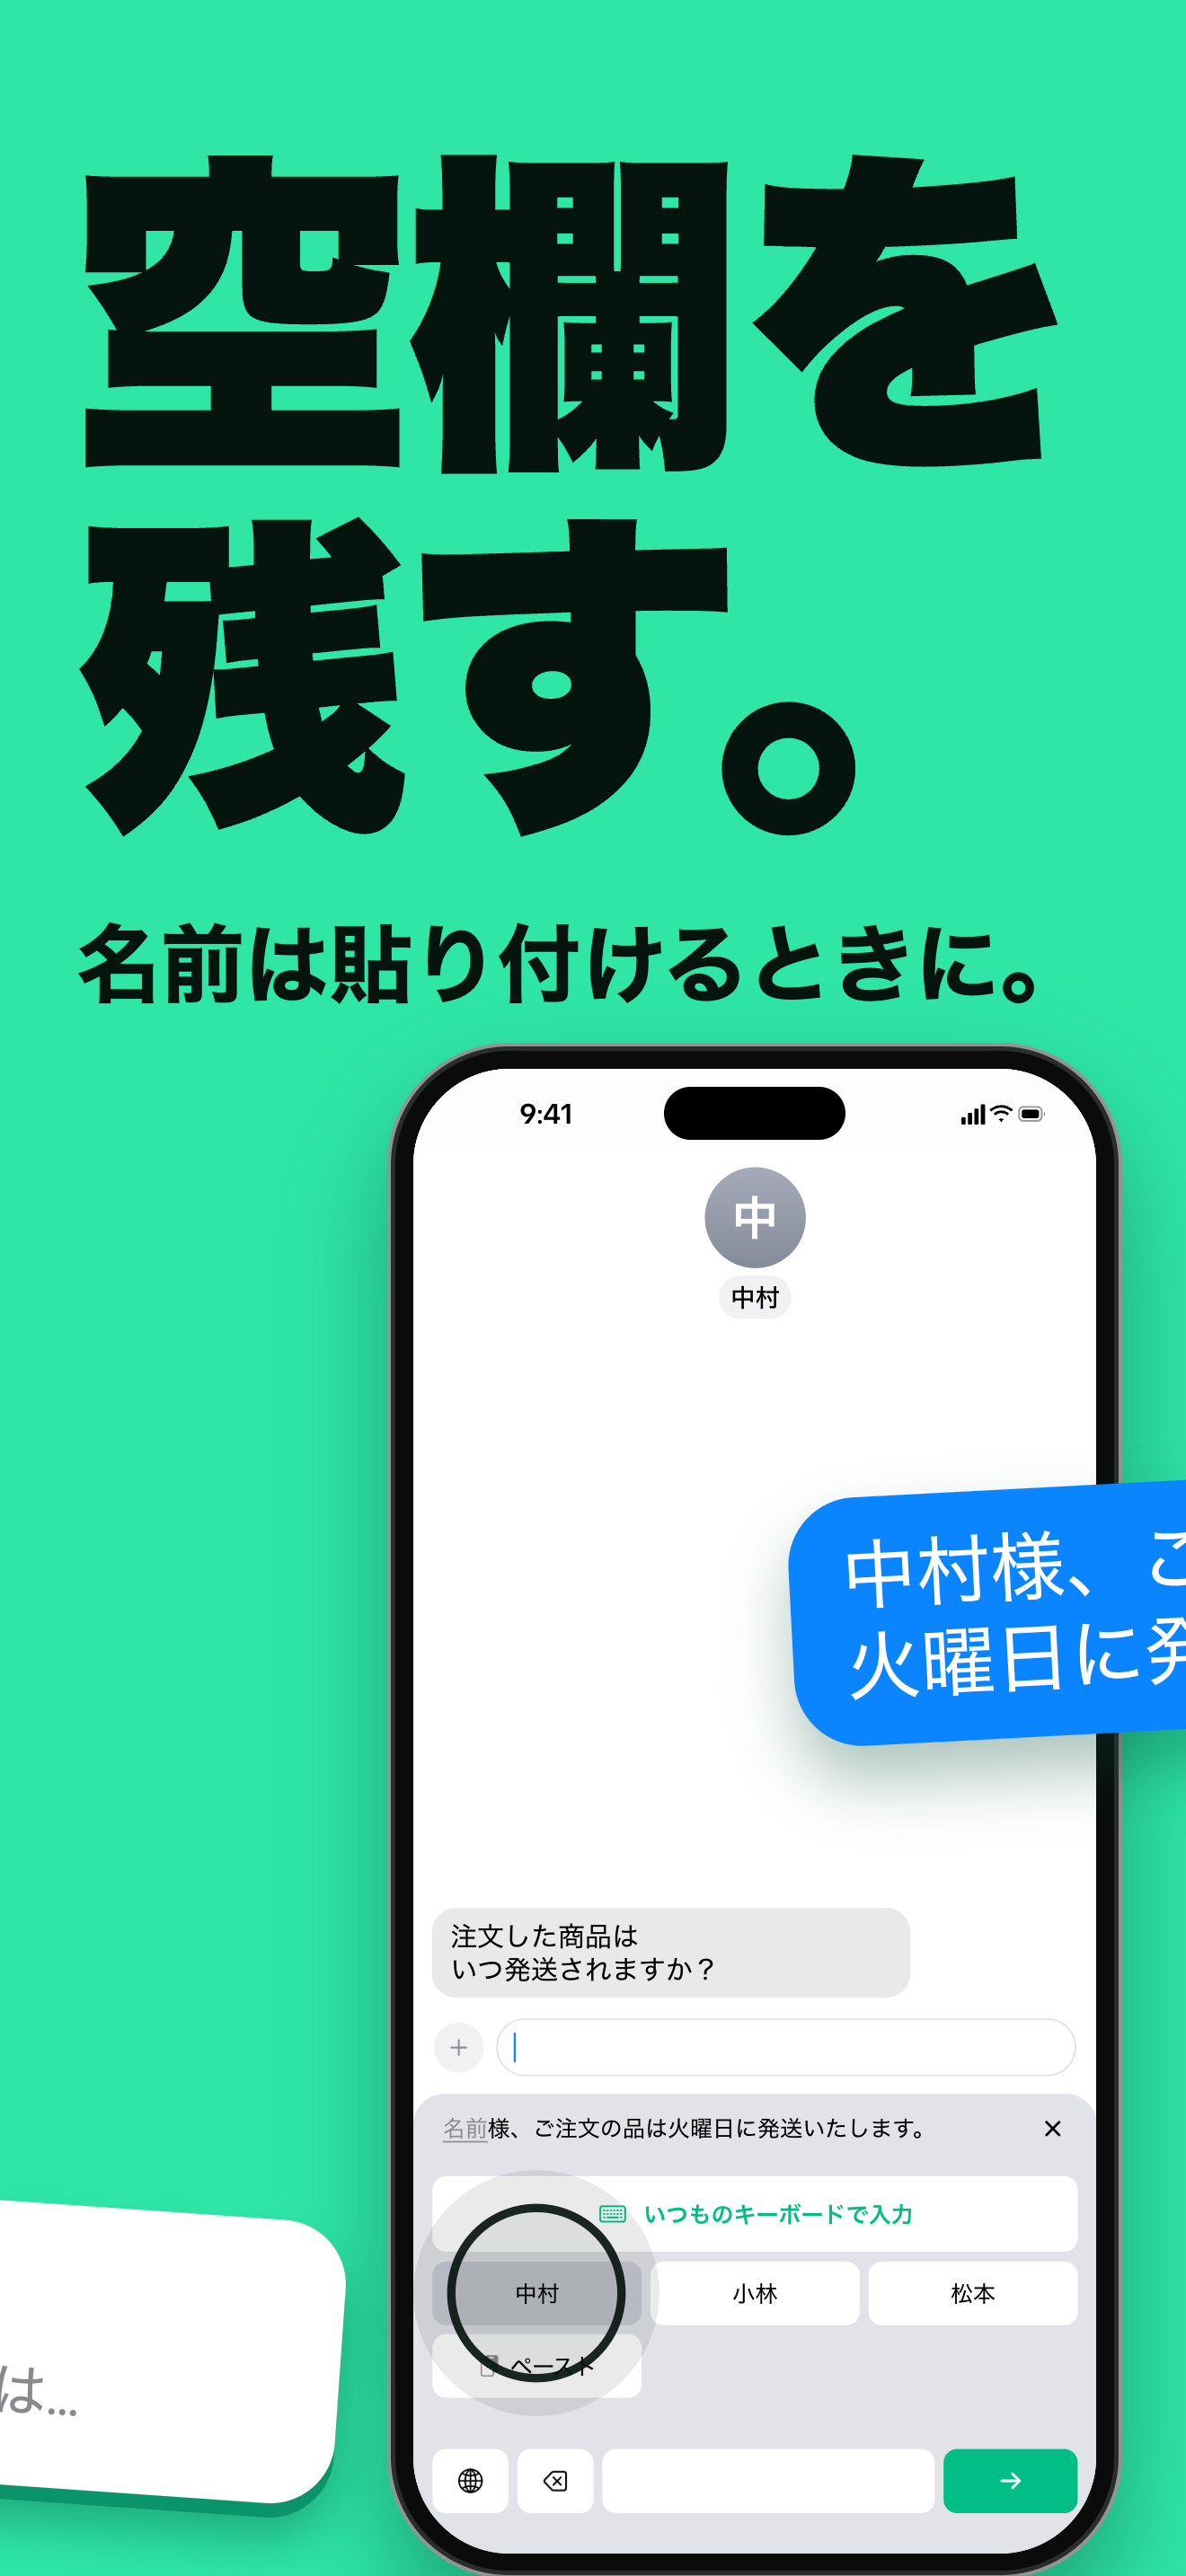 空欄を
残す。
名前は貼り付けるときに。
9:41
中
中村
中村様、
火曜日に発
注文した商品は
いつ発送されますか？
名前様、ご注文の品は火曜日に発送いたします。
いつものキーボードで入力
中村
小林
松本
ペースト
は...